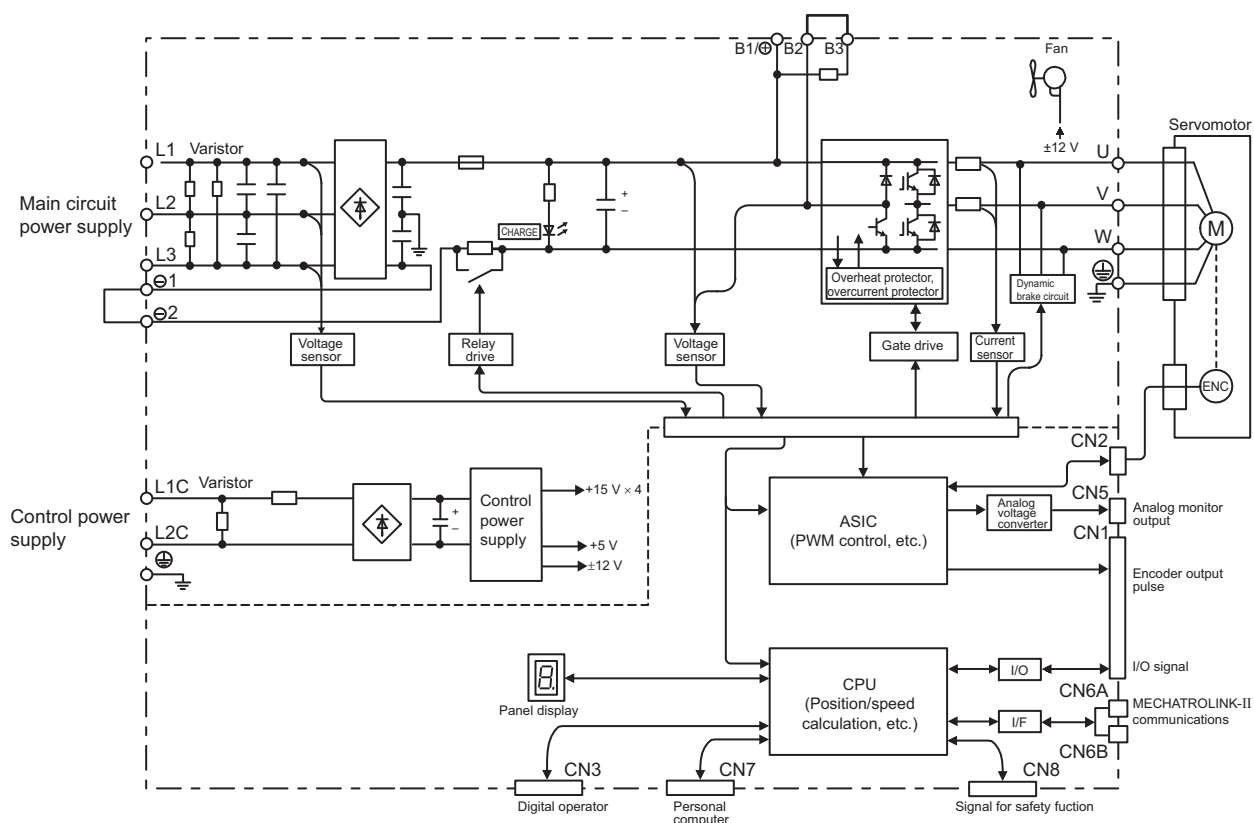 B1/⊕
B2
B3
Fan
±12 V
Servomotor
Main circuit
power supply
L1
Varistor
L2
L3
⊖1
⊖2
CHARGE
+
–
Overheat protector,
overcurrent protector
U
V
W
M
Dynamic
brake circuit
Voltage
sensor
Relay
drive
Voltage
sensor
Gate drive
Current
sensor
ENC
Control power
supply
L1C
Varistor
L2C
+
–
Control
power
supply
+15 V × 4
+5 V
±12 V
ASIC
(PWM control, etc.)
Analog
voltage
converter
CN2
CN5
Analog monitor
output
CN1
Encoder output
pulse
I/O signal
Panel display
8.
CPU
(Position/speed
calculation, etc.)
I/O
I/F
CN6A
MECHATROLINK-II
communications
CN6B
CN3
Digital operator
CN7
Personal
computer
CN8
Signal for safety fuction